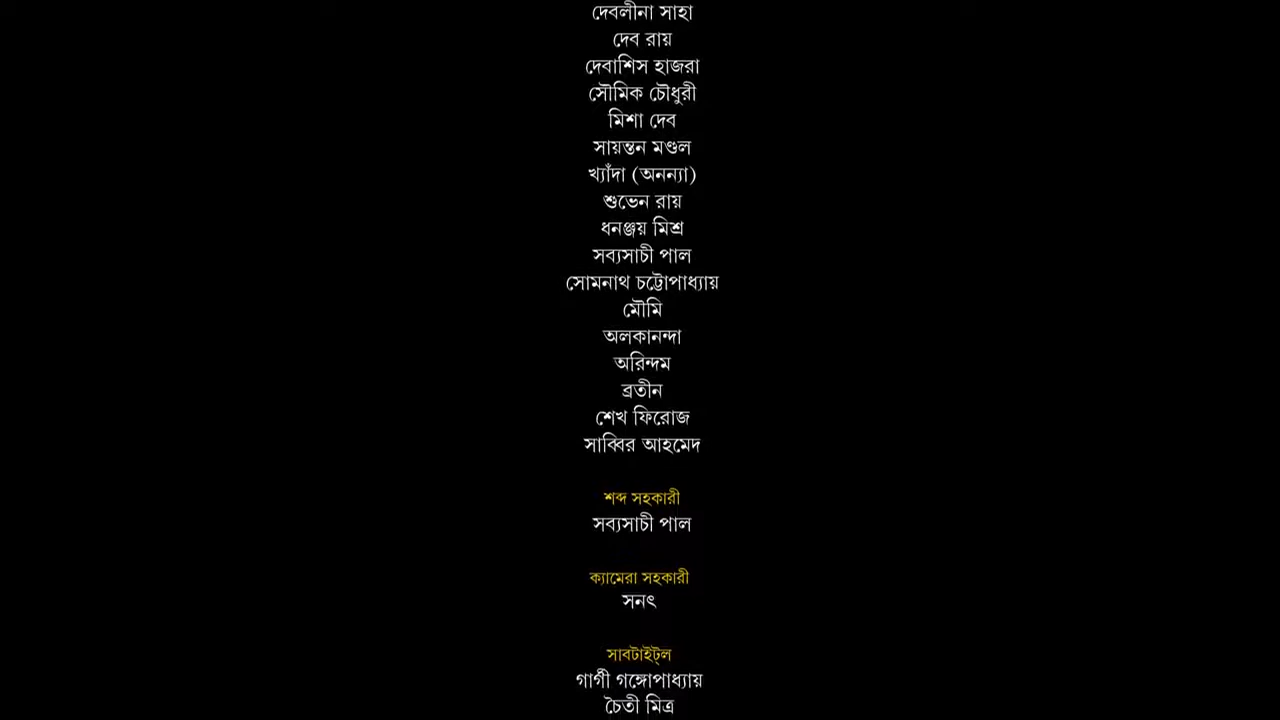 দেবলীনা সাহা
দেব রায়
দেবাশিস হাজরা
সৌমিক চৌধুরী
মিশা দেব
সায়ন্তন মণ্ডল
খ্যাঁদা (অনন্যা)
শুভেন রায়
ধনঞ্জয় মিশ্র
সব্যসাচী পাল
সোমনাথ চট্টোপাধ্যায়
মৌমি
অলকানন্দা
অরিন্দম
ব্রতীন
শেখ ফিরোজ
সাব্বির আহমেদ
শব্দ সহকারী
সব্যসাচী পাল
ক্যামেরা সহকারী
সনৎ
সাবটাইট্‌ল
গার্গী গঙ্গোপাধ্যায়
চৈতী মিত্র